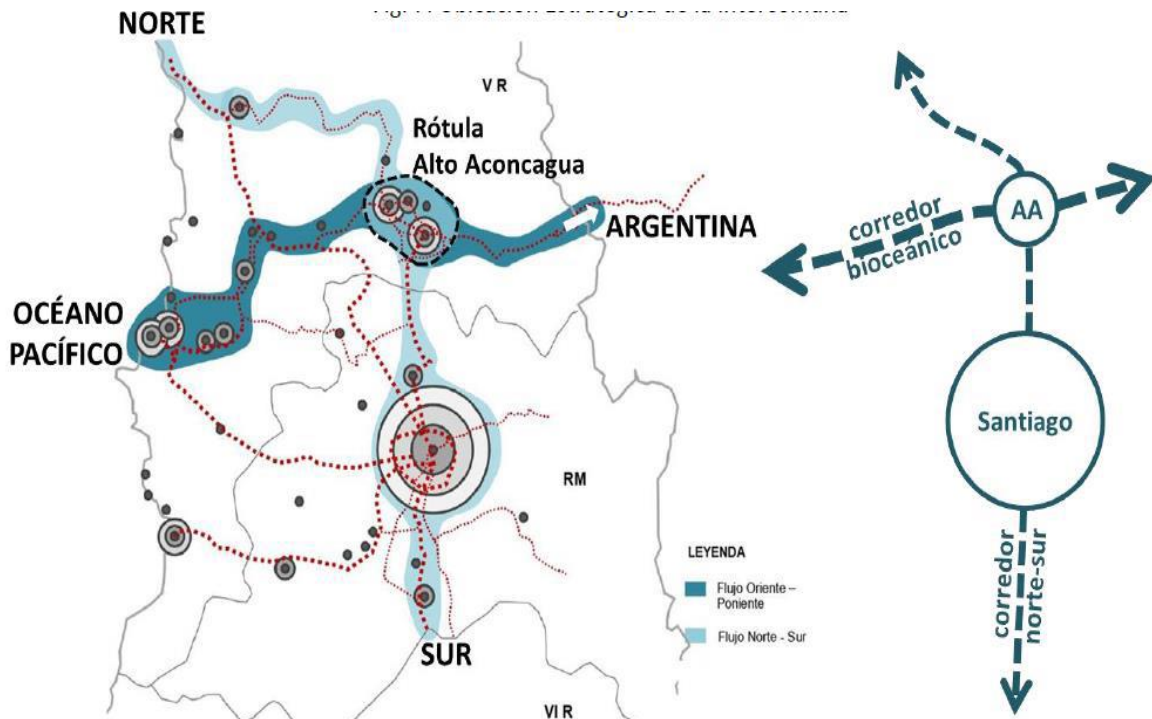 NORTE
V R
Rótula
Alto Aconcagua
ARGENTINA
OCÉANO
PACÍFICO
RM
LEYENDA
Flujo Oriente –
Poniente
Flujo Norte - Sur
SUR
VI R
AA
corredor
bioceánico
Santiago
corredor
norte-sur